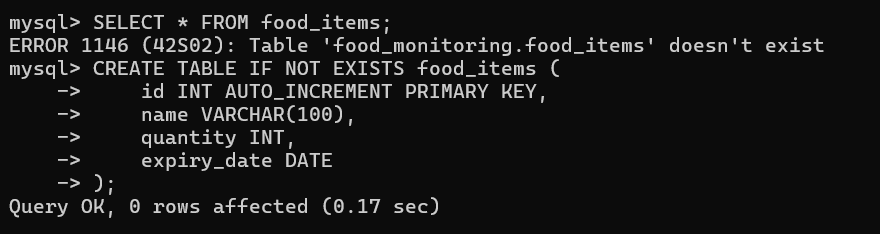 mysql> SELECT * FROM food_items;
ERROR 1146 (42S02): Table 'food_monitoring.food_items' doesn't exist
mysql> CREATE TABLE IF NOT EXISTS food_items (
    ->     id INT AUTO_INCREMENT PRIMARY KEY,
    ->     name VARCHAR(100),
    ->     quantity INT,
    ->     expiry_date DATE
    -> );
Query OK, 0 rows affected (0.17 sec)